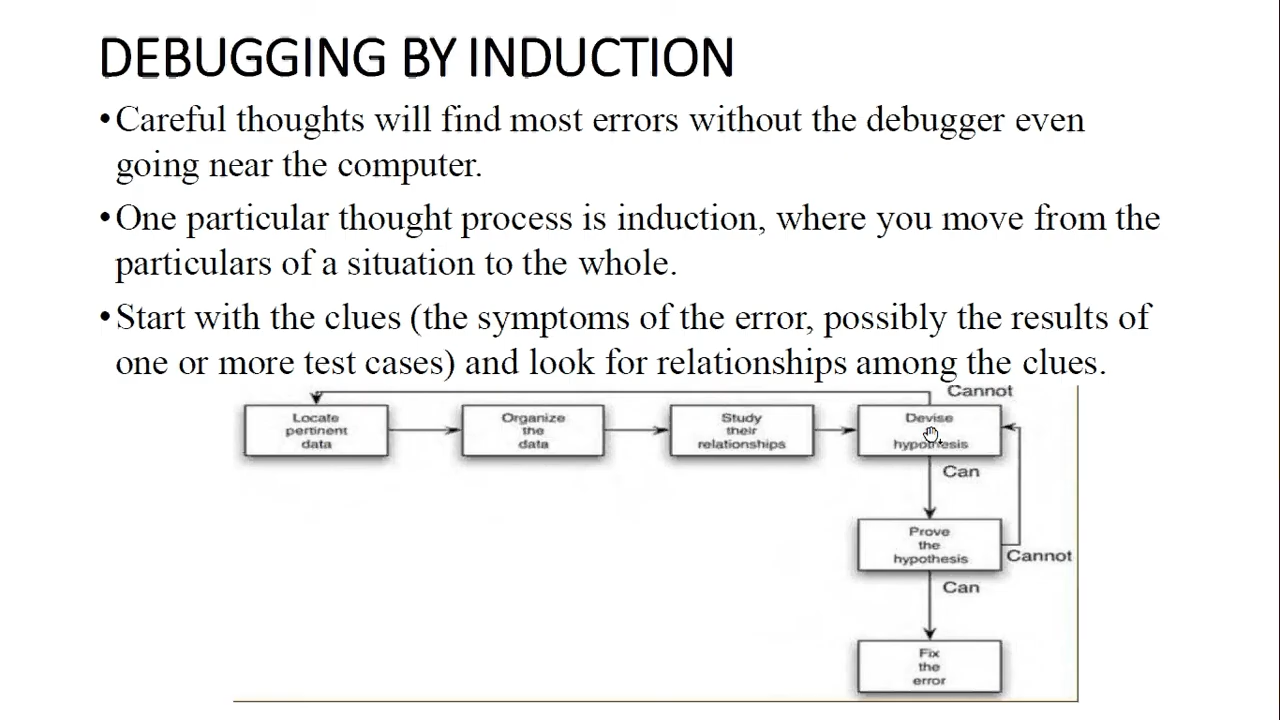 DEBUGGING BY INDUCTION
•Careful thoughts will find most errors without the debugger even
going near the computer.
•One particular thought process is induction, where you move from the
particulars of a situation to the whole.
•Start with the clues (the symptoms of the error, possibly the results of
one or more test cases) and look for relationships among the clues.
Cannot
Locate
pertinent
data
Organize
the
data
Study
their
relationships
Devise
hypothesis
Can
Prove
the
hypothesis
Cannot
Can
Fix
the
error